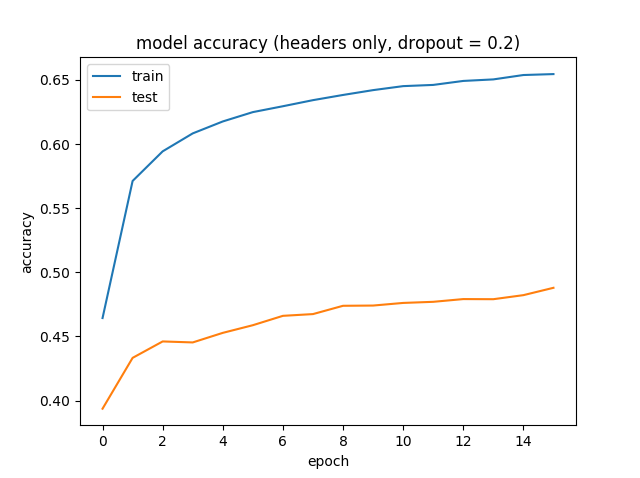 model accuracy (headers only, dropout = 0.2)
train
test
accuracy
0.65
0.60
0.55
0.50
0.45
0.40
0 2 4 6 8 10 12 14
epoch